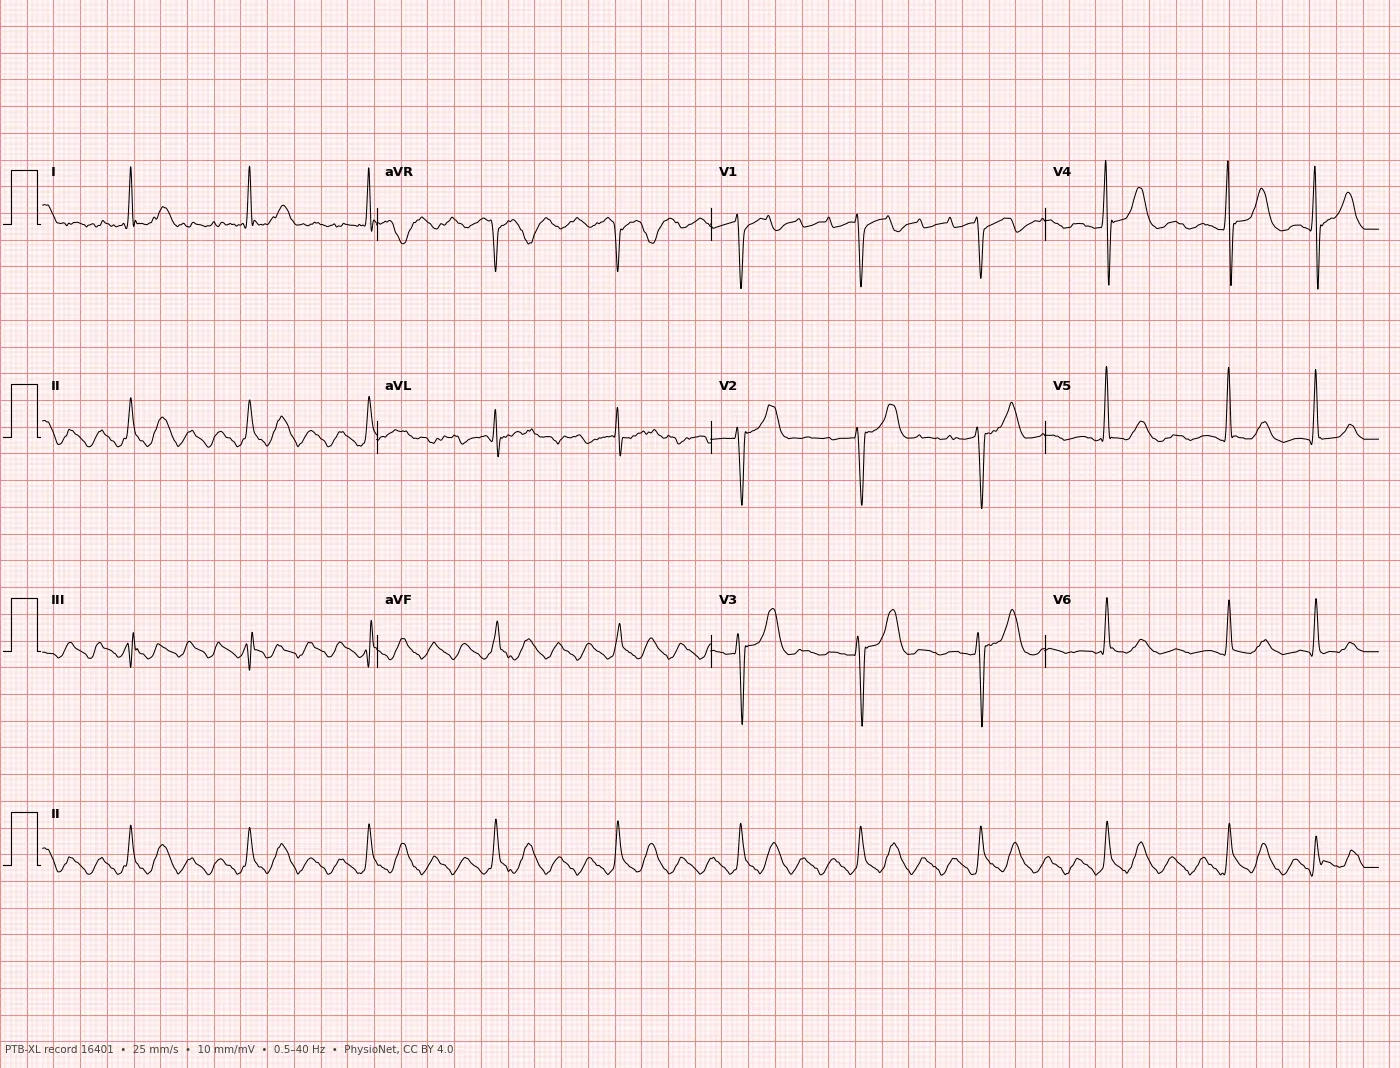 I aVR V1 V4
II aVL V2 V5
III aVF V3 V6
II
PTB-XL record 16401 • 25 mm/s • 10 mm/mV • 0.5–40 Hz • PhysioNet, CC BY 4.0